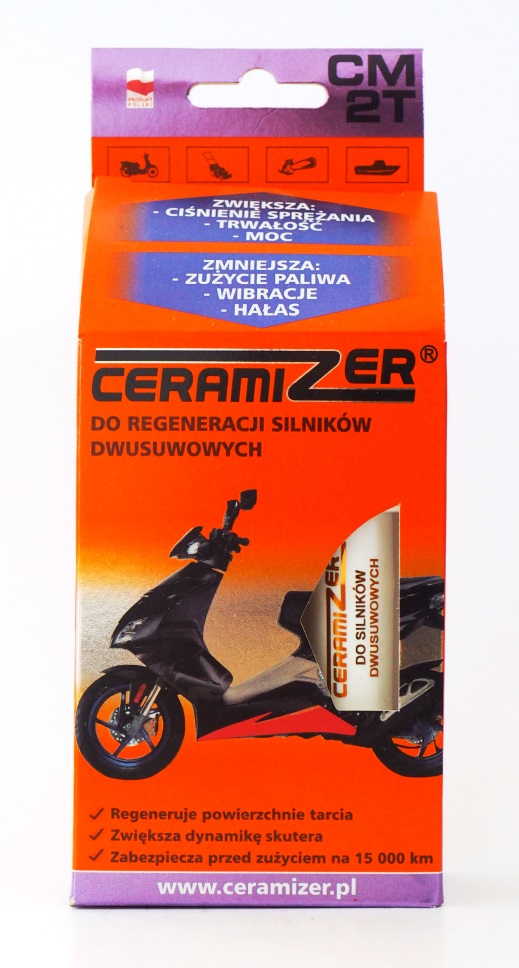 PRODUKT
POLSKI
CM
2T
ZWIĘKSZA:
- CIŚNIENIE SPRĘŻANIA
- TRWAŁOŚĆ
- MOC
ZMNIEJSZA:
- ZUŻYCIE PALIWA
- WIBRACJE
- HAŁAS
CERAMIZER®
DO REGENERACJI SILNIKÓW
DWUSUWOWYCH
CERAMIZER
DO SILNIKÓW
DWUSUWOWYCH
Regeneruje powierzchnie tarcia
Zwiększa dynamikę skutera
Zabezpiecza przed zużyciem na 15 000 km
www.ceramizer.pl